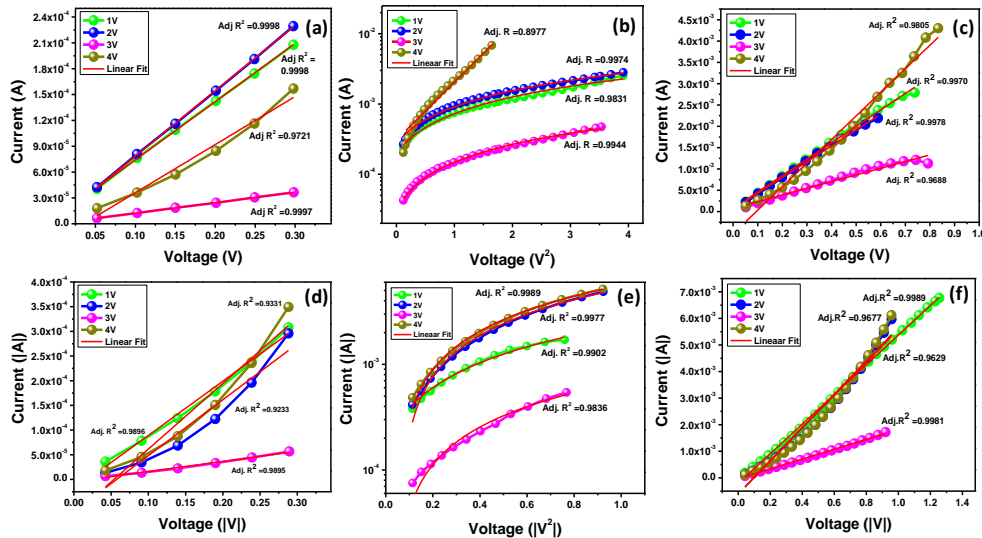 (a)
1V
2V
3V
4V
Linear Fit
Adj R² =0.9998
Adj R² =
0.9998
Adj R² =0.9721
Adj R² =0.9997
Current (A)
2.4x10⁻⁴
1.8x10⁻⁴
1.2x10⁻⁴
6.0x10⁻⁵
0.0
0.05 0.10 0.15 0.20 0.25 0.30
Voltage (V)
(b)
1V
2V
3V
4V
Lineaar Fit
Adj. R =0.8977
Adj. R =0.9974
Adj. R =0.9831
Adj. R =0.9944
Current (A)
10⁻²
10⁻³
10⁻⁴
0 1 2 3 4
Voltage (V²)
(c)
1V
2V
3V
4V
Linear Fit
Adj. R² =0.9805
Adj. R² =0.9970
Adj. R² =0.9978
Adj. R² =0.9688
Current (A)
4.5x10⁻³
4.0x10⁻³
3.5x10⁻³
3.0x10⁻³
2.5x10⁻³
2.0x10⁻³
1.5x10⁻³
1.0x10⁻³
5.0x10⁻⁴
0.0
0.0 0.1 0.2 0.3 0.4 0.5 0.6 0.7 0.8 0.9 1.0
Voltage (V)
(d)
1V
2V
3V
4V
Linear Fit
Adj. R² =0.9331
Adj. R² =0.9233
Adj. R² =0.9896
Adj. R² =0.9895
Current (|A|)
4.0x10⁻⁴
3.5x10⁻⁴
3.0x10⁻⁴
2.5x10⁻⁴
2.0x10⁻⁴
1.5x10⁻⁴
1.0x10⁻⁴
5.0x10⁻⁵
0.0
0.00 0.05 0.10 0.15 0.20 0.25 0.30
Voltage (|V|)
(e)
1V
2V
3V
4V
Linear Fit
Adj. R² =0.9989
Adj. R² =0.9977
Adj. R² =0.9902
Adj. R² =0.9836
Current (|A|)
10⁻³
10⁻⁴
0.0 0.2 0.4 0.6 0.8 1.0
Voltage (|V²|)
(f)
1V
2V
3V
4V
Linear Fit
Adj.R² =0.9989
Adj.R² =0.9677
Adj.R² =0.9629
Adj.R² =0.9981
Current (|A|)
7.0x10⁻³
6.0x10⁻³
5.0x10⁻³
4.0x10⁻³
3.0x10⁻³
2.0x10⁻³
1.0x10⁻³
0.0
0.0 0.2 0.4 0.6 0.8 1.0 1.2 1.4
Voltage (|V|)